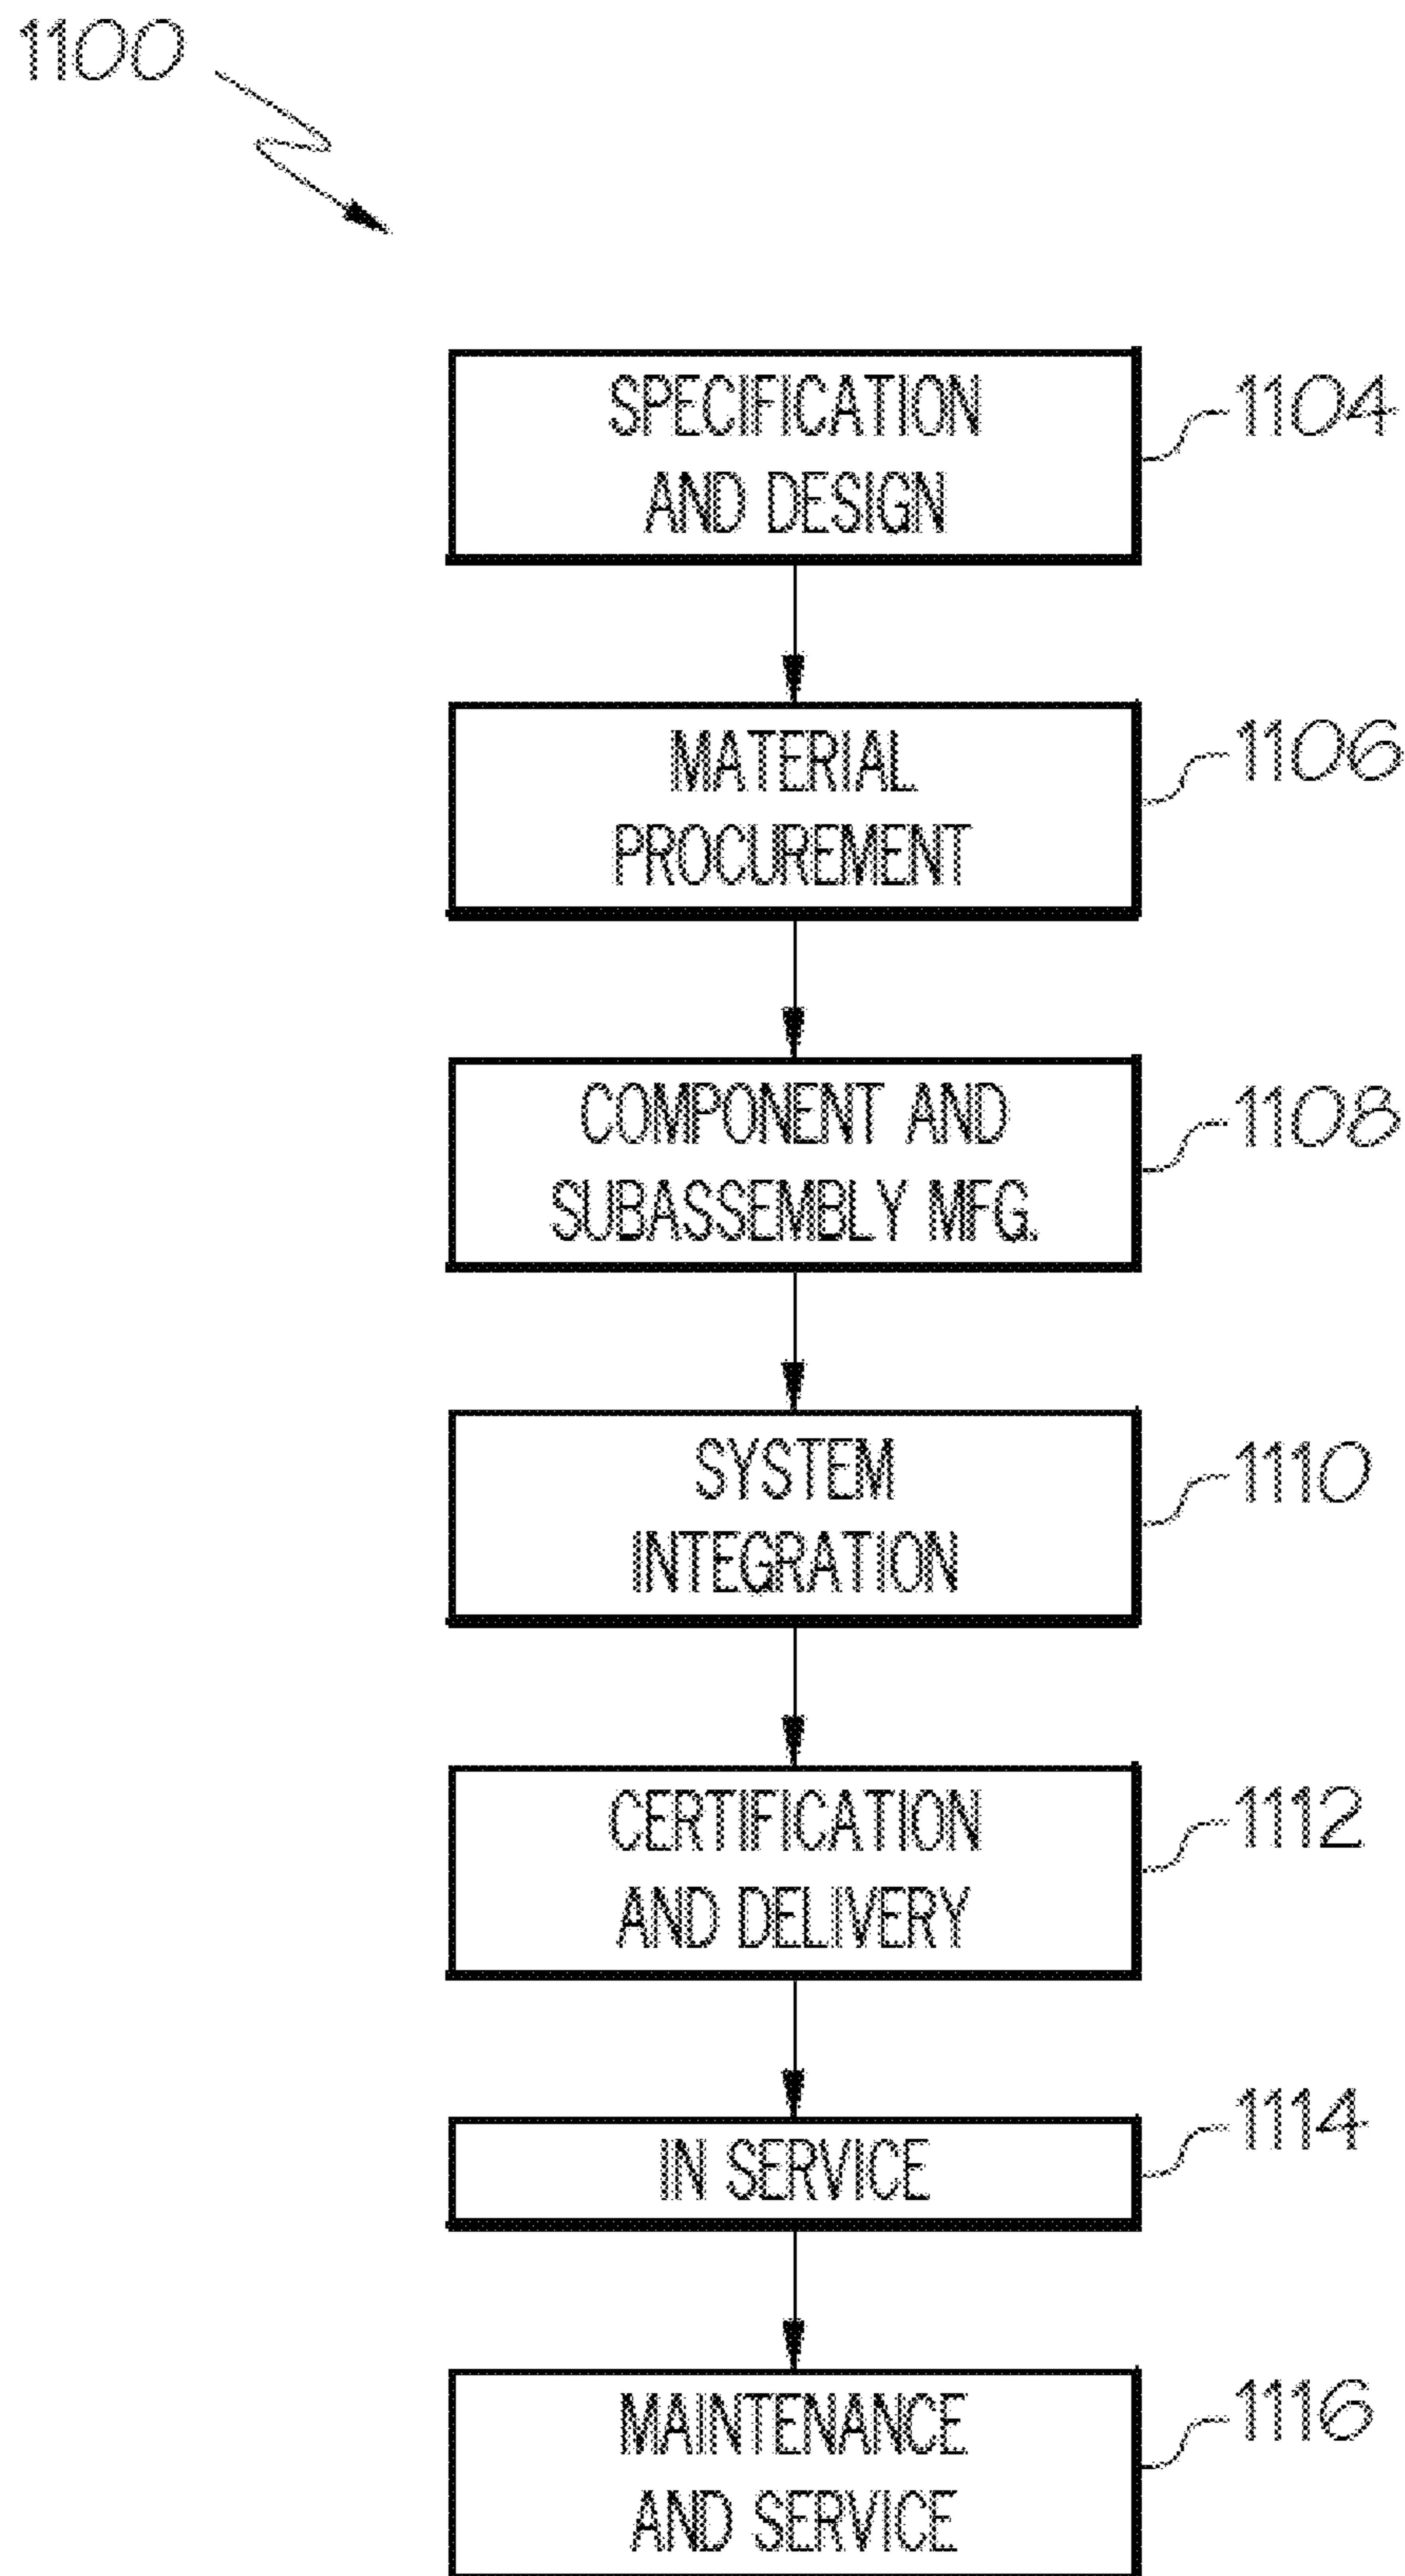 1100
SPECIFICATION
AND DESIGN
1104
MATERIAL
PROCUREMENT
1106
COMPONENT AND
SUBASSEMBLY MFG.
1108
SYSTEM
INTEGRATION
1110
CERTIFICATION
AND DELIVERY
1112
IN SERVICE
1114
MAINTENANCE
AND SERVICE
1116